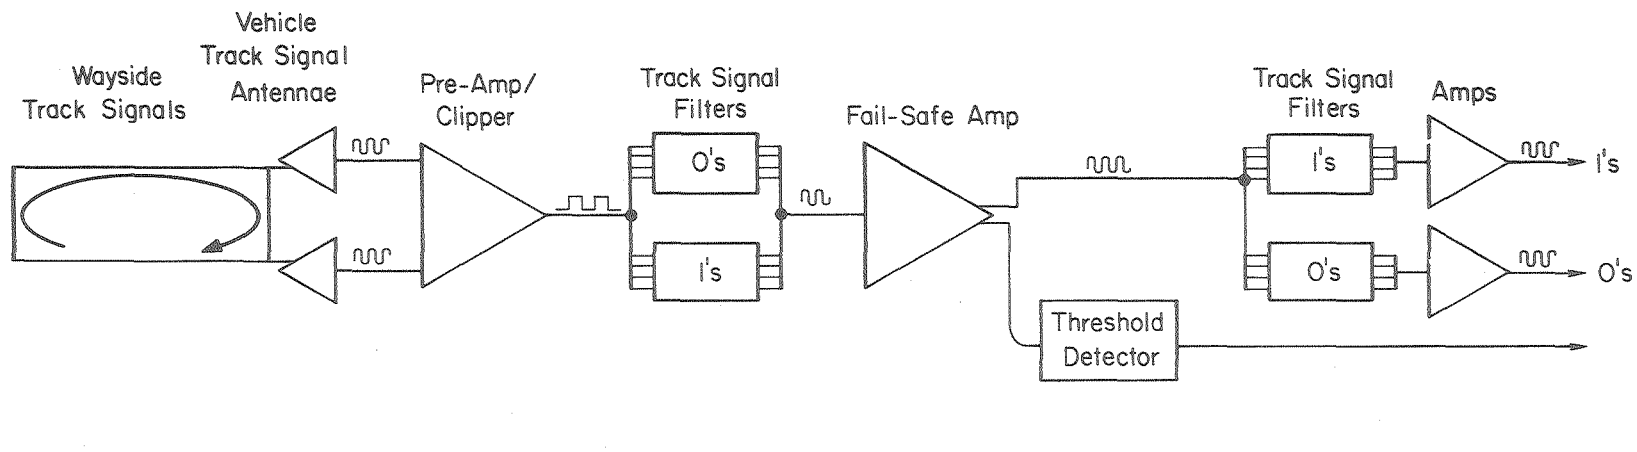 Wayside
Track Signals
Vehicle
Track Signal
Antennae
Pre-Amp/
Clipper
Track Signal
Filters
O's
I's
Fail-Safe Amp
Threshold
Detector
Track Signal
Filters
I's
O's
Amps
I's
O's